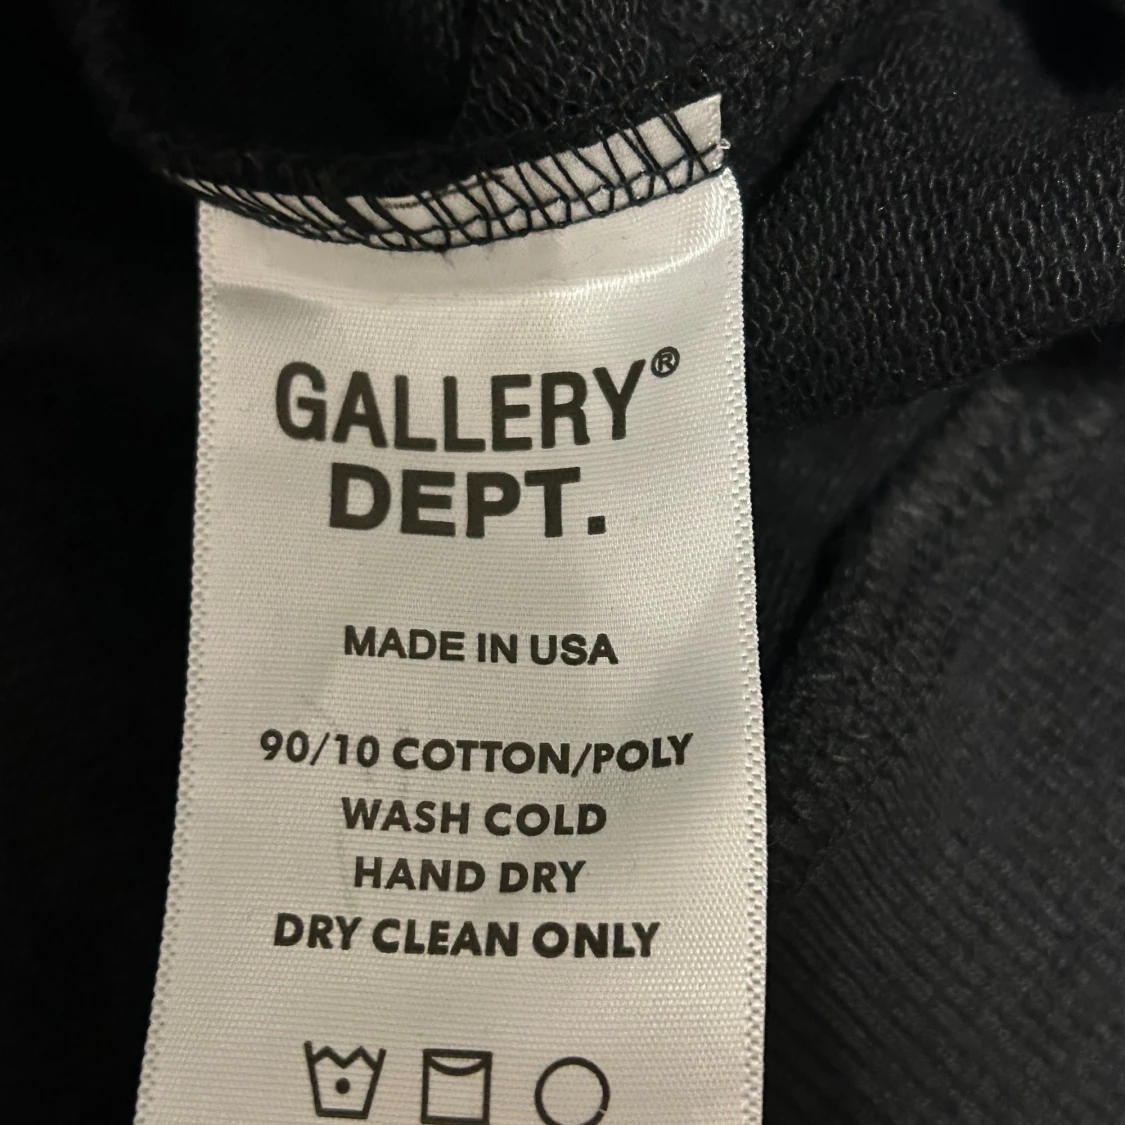 GALLERY®
DEPT.
MADE IN USA
90/10 COTTON/POLY
WASH COLD
HAND DRY
DRY CLEAN ONLY